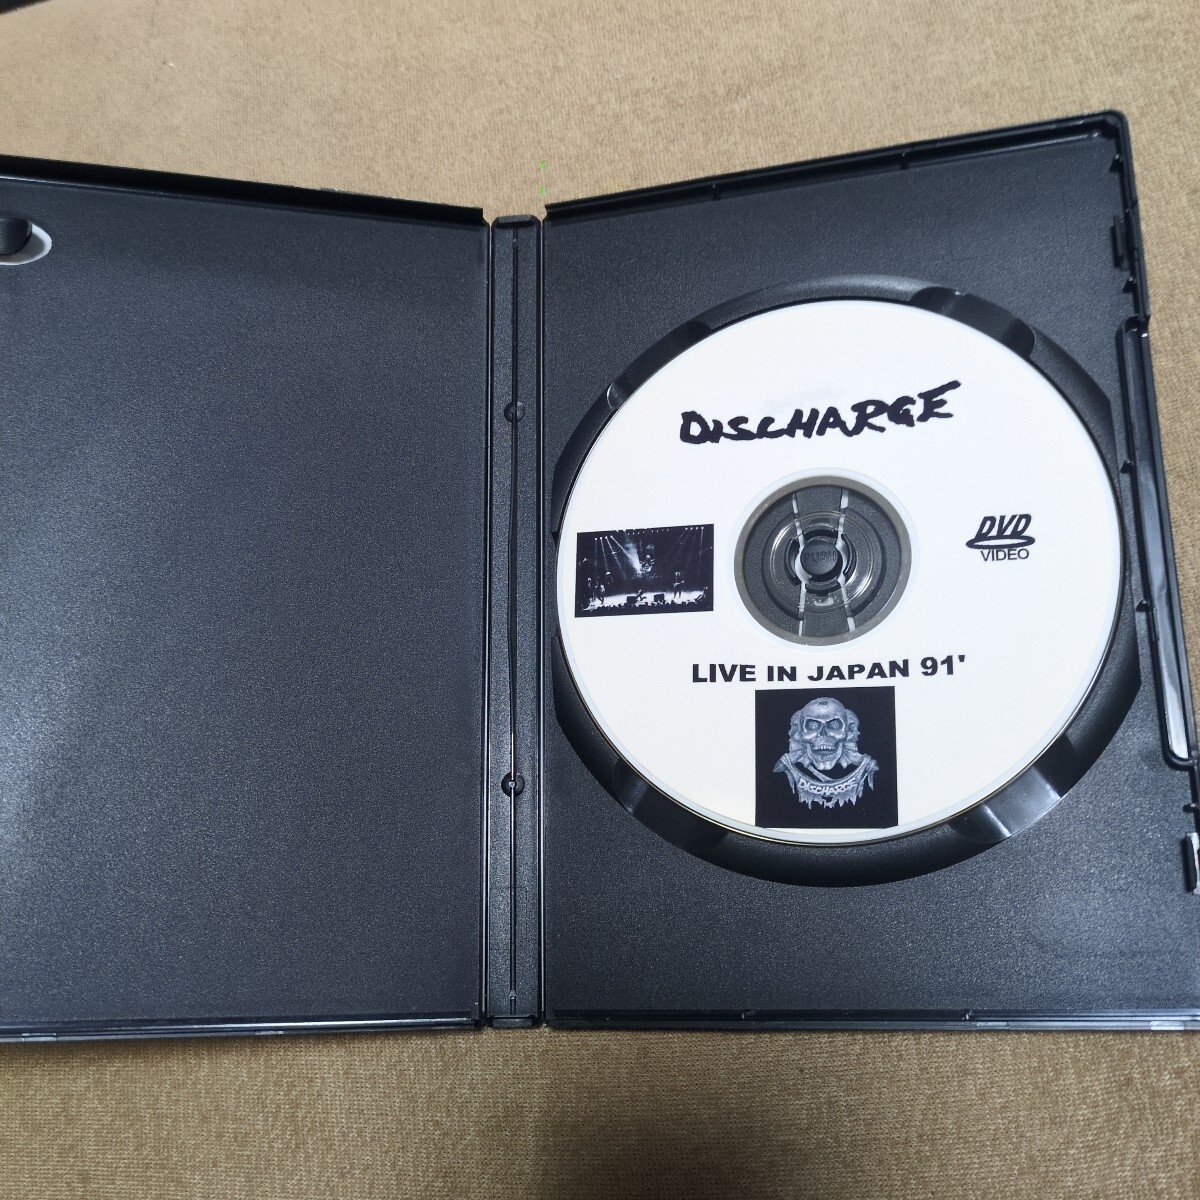 DISCHARGE
DVD
VIDEO
PUSH
LIVE IN JAPAN 91'
DISCHARGE